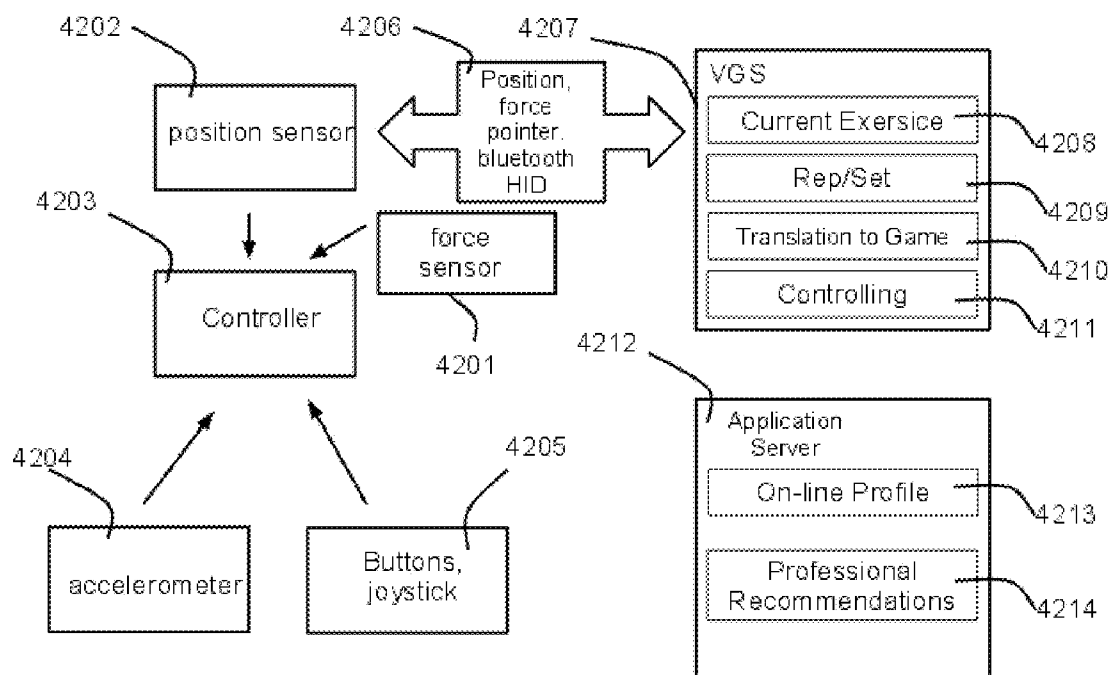 4202
position sensor
4206
Position,
force
pointer.
bluetooth
HID
4207
VGS
Current Exersice
4208
Rep/Set
4209
Translation to Game
4210
Controlling
4211
4203
Controller
force
sensor
4201
4212
Application
Server
On-line Profile
4213
Professional
Recommendations
4214
4204
accelerometer
4205
Buttons,
joystick